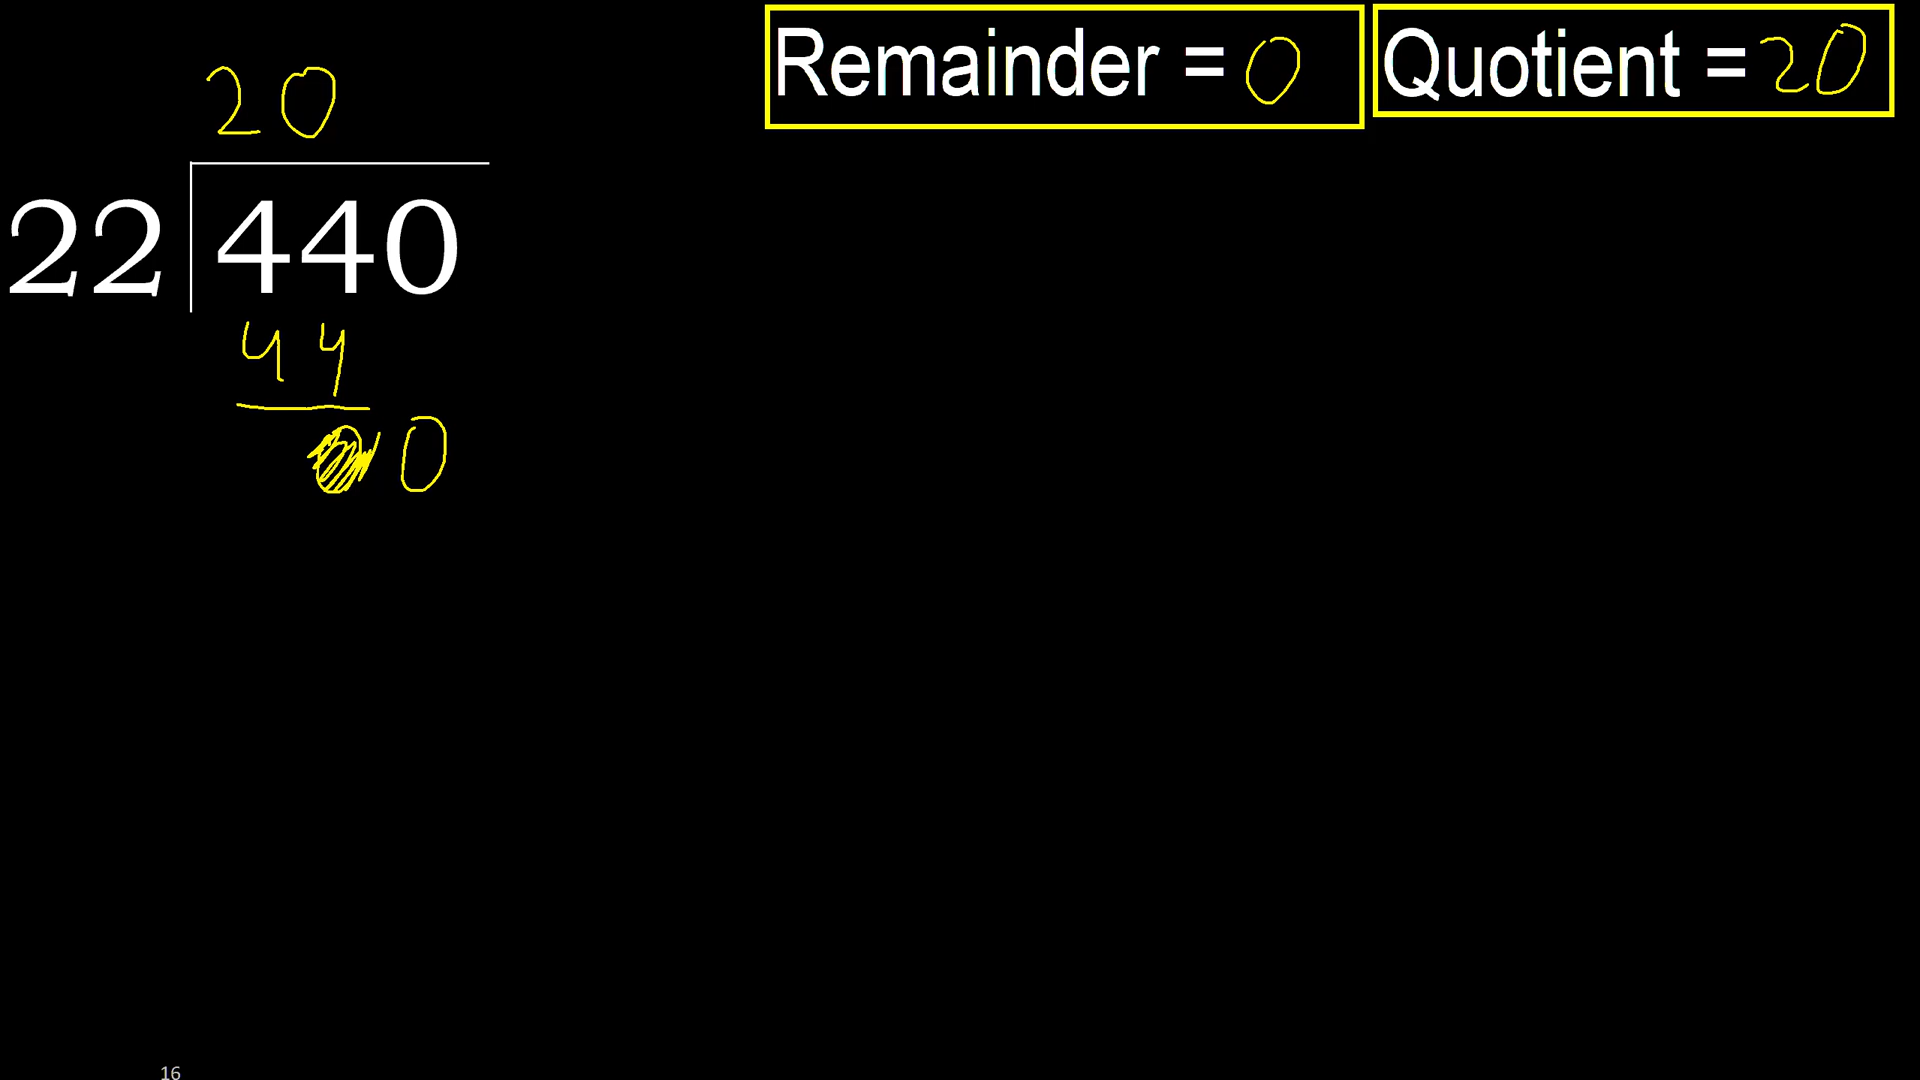 Remainder = 0
Quotient = 20
20
22 440
44
0
16